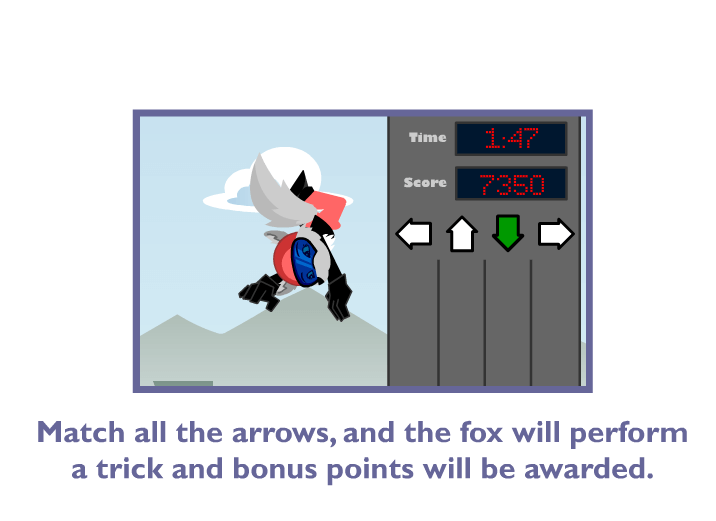 Time 1:47
Score 7350
Match all the arrows, and the fox will perform
a trick and bonus points will be awarded.